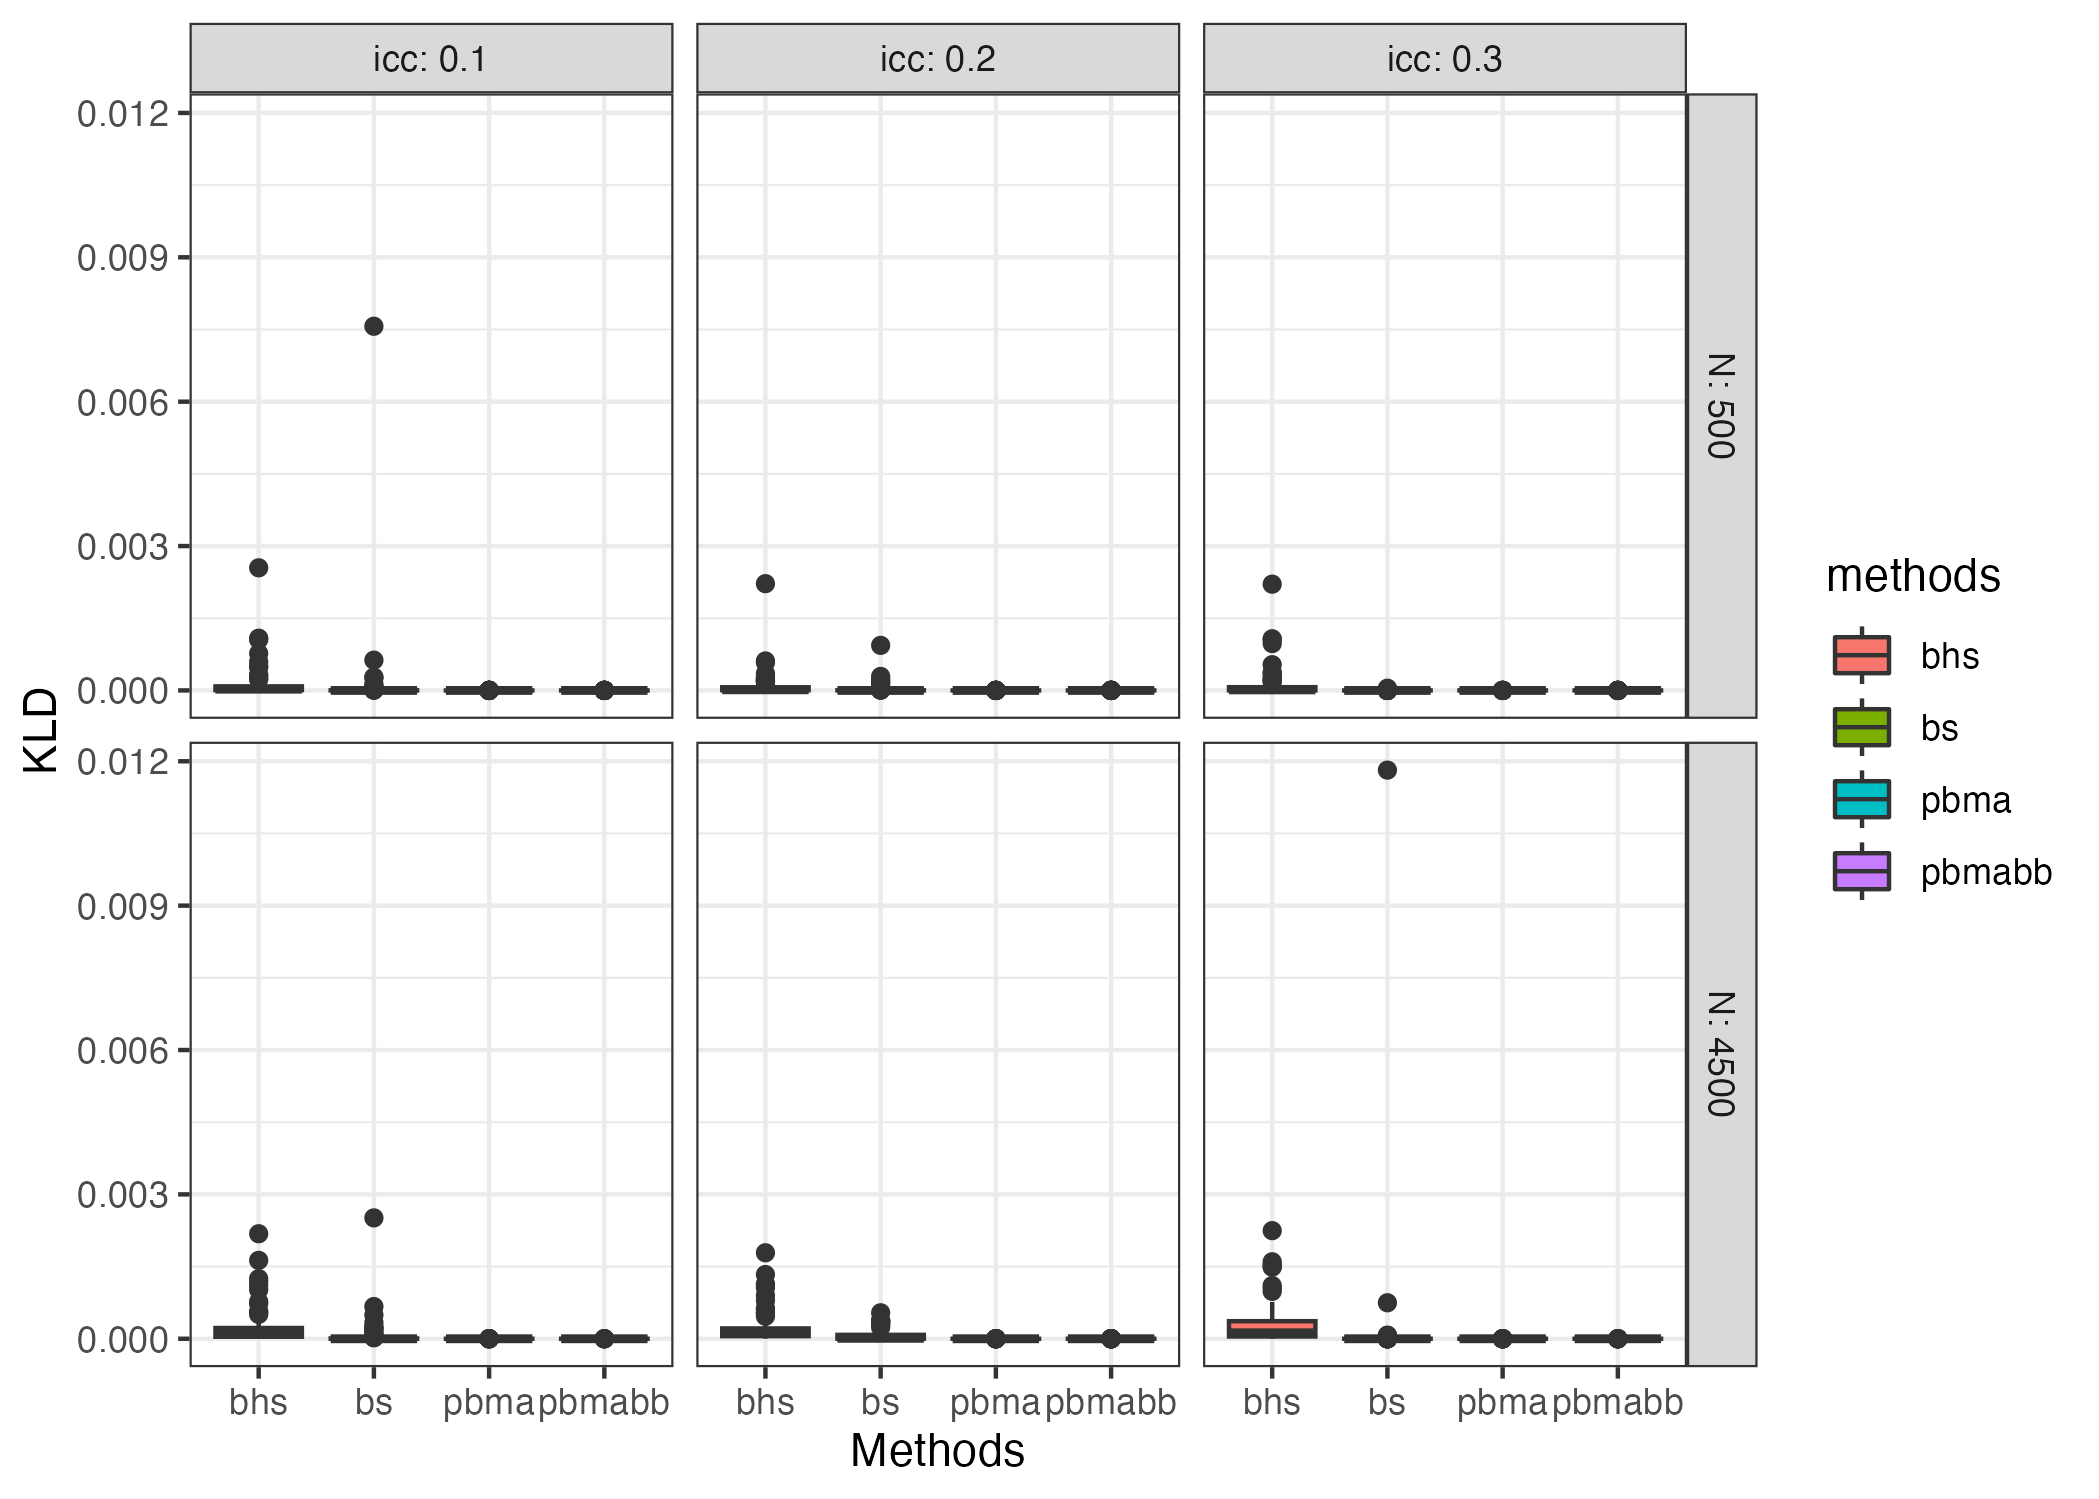 icc: 0.1
icc: 0.2
icc: 0.3
0.012
0.009
0.006
0.003
0.000
N: 500
KLD
0.012
0.009
0.006
0.003
0.000
N: 4500
bhs bs pbma pbmabb
bhs bs pbma pbmabb
bhs bs pbma pbmabb
Methods
methods
bhs
bs
pbma
pbmabb